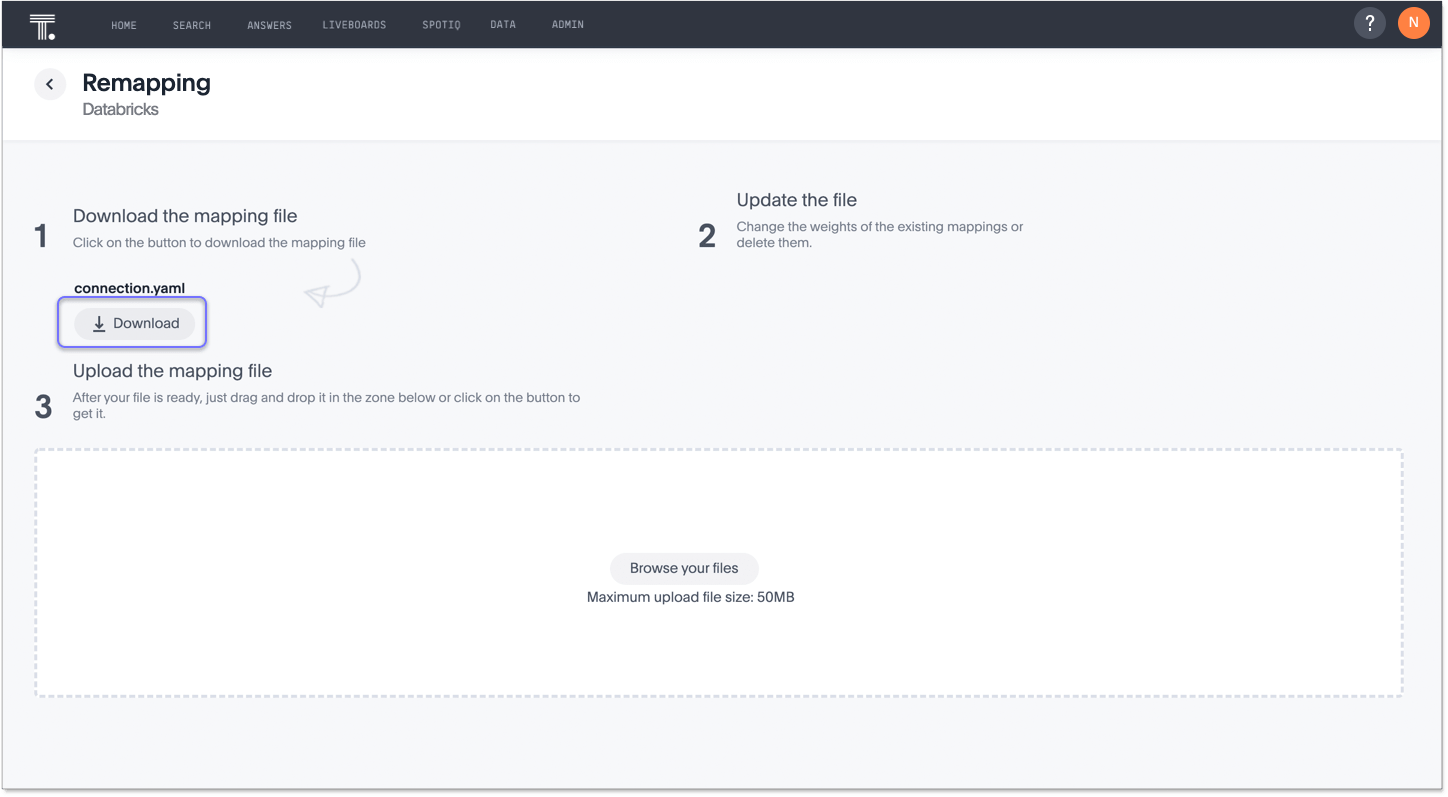 HOME SEARCH ANSWERS LIVEBOARDS SPOTIQ DATA ADMIN ? N
Remapping
Databricks
1
Download the mapping file
Click on the button to download the mapping file
connection.yaml
Download
2
Update the file
Change the weights of the existing mappings or
delete them.
3
Upload the mapping file
After your file is ready, just drag and drop it in the zone below or click on the button to
get it.
Browse your files
Maximum upload file size: 50MB